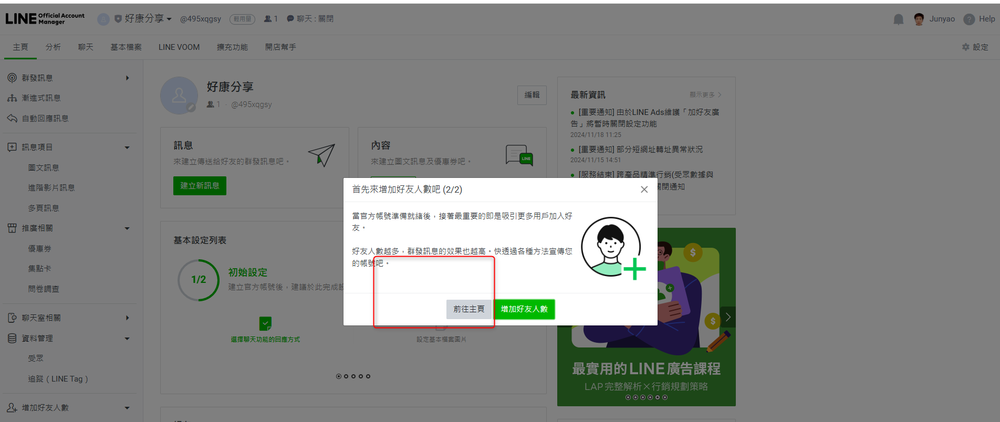 LINE Official Account Manager
好康分享
@495xqgsy
輕用量
1
聊天 : 關閉
Junyao
Help
主頁
分析
聊天
基本檔案
LINE VOOM
擴充功能
開店幫手
設定
群發訊息
漸進式訊息
自動回應訊息
訊息項目
圖文訊息
進階影片訊息
多頁訊息
推廣相關
優惠券
集點卡
問卷調查
聊天室相關
資料管理
受眾
追蹤（LINE Tag）
增加好友人數
好康分享
1 · @495xqgsy
編輯
訊息
來建立傳送給好友的群發訊息吧。
建立新訊息
內容
來建立圖文訊息及優惠券吧。
LINE
基本設定列表
1/2
初始設定
建立官方帳號後，建議於此完成設
選擇聊天功能的回應方式
設定基本檔案圖片
首先來增加好友人數吧 (2/2)
當官方帳號準備就緒後，接著最重要的即是吸引更多用戶加入好
友。
好友人數越多，群發訊息的效果也越高。快透過各種方法宣傳您
的帳號吧。
前往主頁
增加好友人數
最新資訊
顯示更多
[重要通知] 由於LINE Ads維護「加好友廣
告」將暫時關閉設定功能
2024/11/18 11:25
[重要通知] 部分短網址轉址異常狀況
2024/11/15 14:51
[服務結束] 跨產品精準行銷(受眾數據與
閉通知
$
$
最實用的LINE廣告課程
LAP完整解析×行銷規劃策略